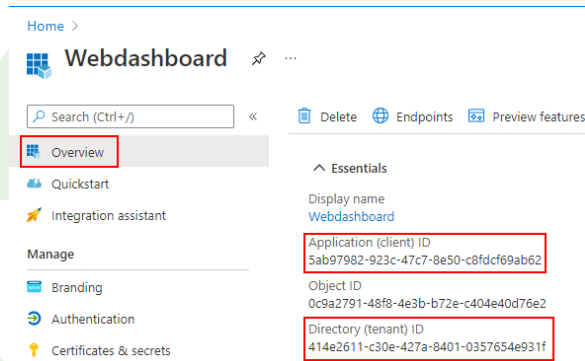 Home >
Webdashboard
...
Search (Ctrl+/)
«
Delete
Endpoints
Preview features
Overview
Quickstart
Integration assistant
Manage
Branding
Authentication
Certificates & secrets
Essentials
Display name
Webdashboard
Application (client) ID
5ab97982-923c-47c7-8e50-c8fdcf69ab62
Object ID
0c9a2791-48f8-4e3b-b72e-c404e40d76e2
Directory (tenant) ID
414e2611-c30e-427a-8401-0357654e931f